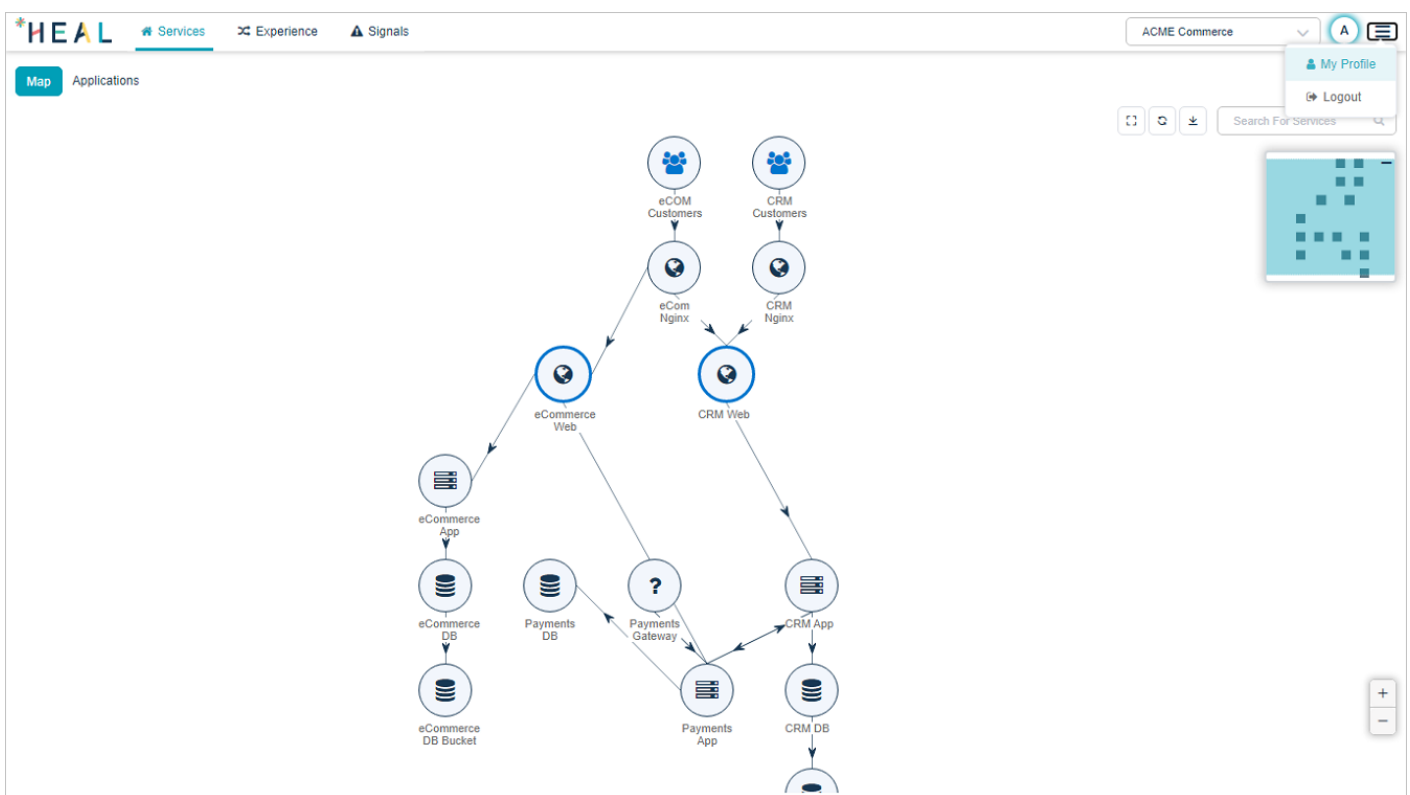 *HEAL
Services
Experience
Signals
ACME Commerce
A
My Profile
Logout
Map
Applications
Search For Services
eCOM
Customers
CRM
Customers
eCom
Nginx
CRM
Nginx
eCommerce
Web
CRM Web
eCommerce
App
eCommerce
DB
Payments
DB
?
Payments
Gateway
CRM App
eCommerce
DB Bucket
Payments
App
CRM DB
+
−